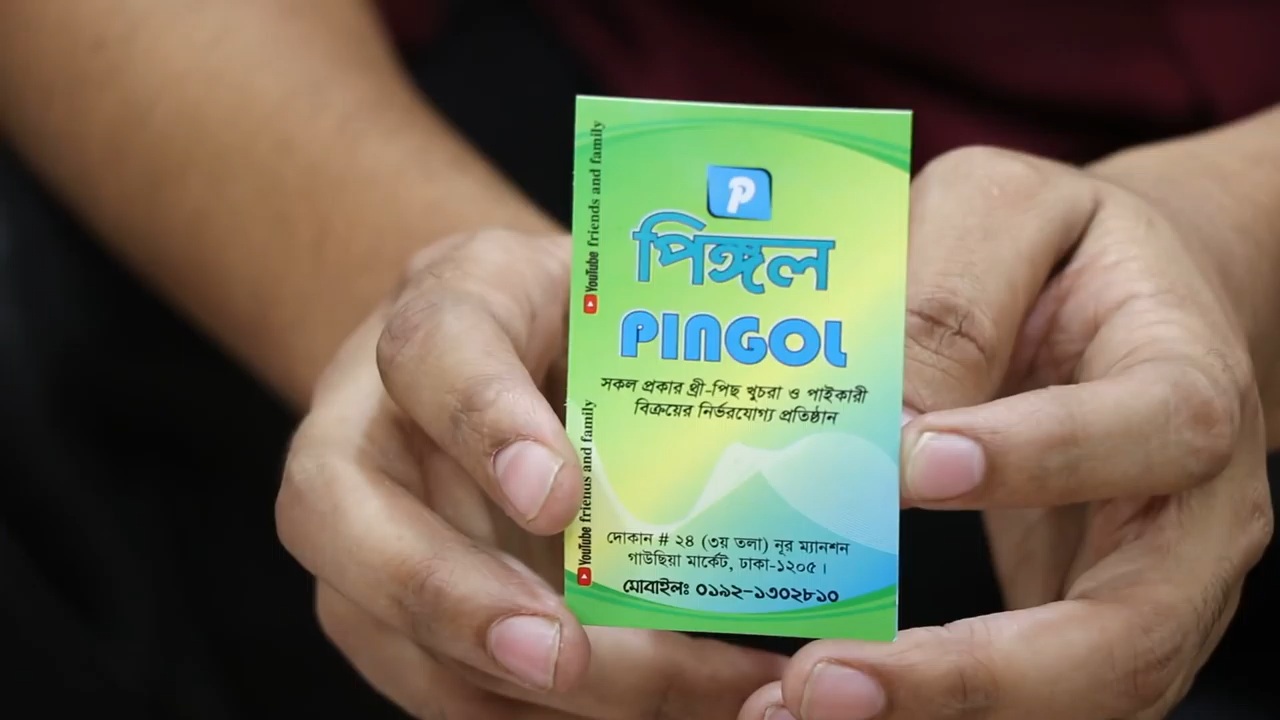 P
পিঙ্গল
PINGOL
সকল প্রকার থ্রী-পিছ খুচরা ও পাইকারী
বিক্রয়ের নির্ভরযোগ্য প্রতিষ্ঠান
দোকান # ২৪ (৩য় তলা) নূর ম্যানশন
গাউছিয়া মার্কেট, ঢাকা-১২০৫।
মোবাইলঃ ০১৯২-১৩০২৮১০
YouTube friends and family
YouTube friends and family